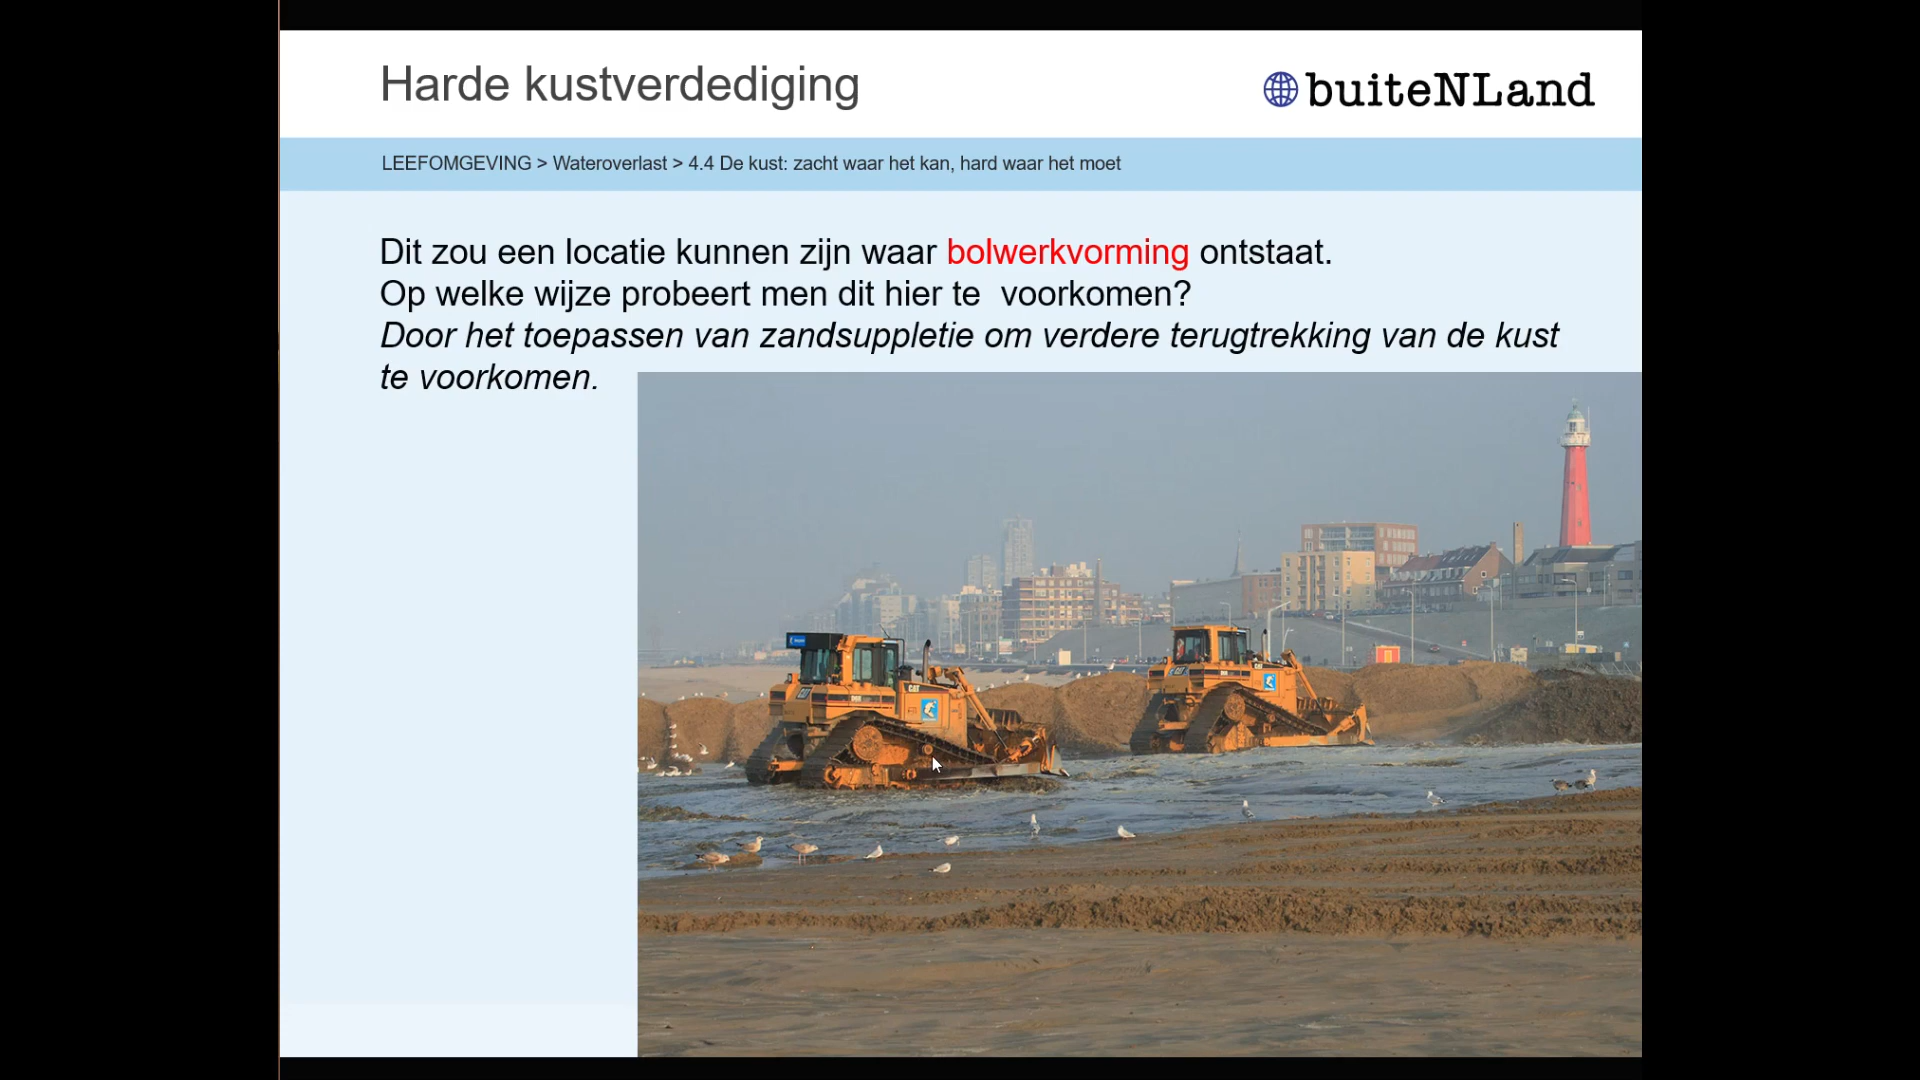 Harde kustverdediging
buiteNLand
LEEFOMGEVING > Wateroverlast > 4.4 De kust: zacht waar het kan, hard waar het moet
Dit zou een locatie kunnen zijn waar bolwerkvorming ontstaat.
Op welke wijze probeert men dit hier te  voorkomen?
Door het toepassen van zandsuppletie om verdere terugtrekking van de kust
te voorkomen.
CAT
CAT